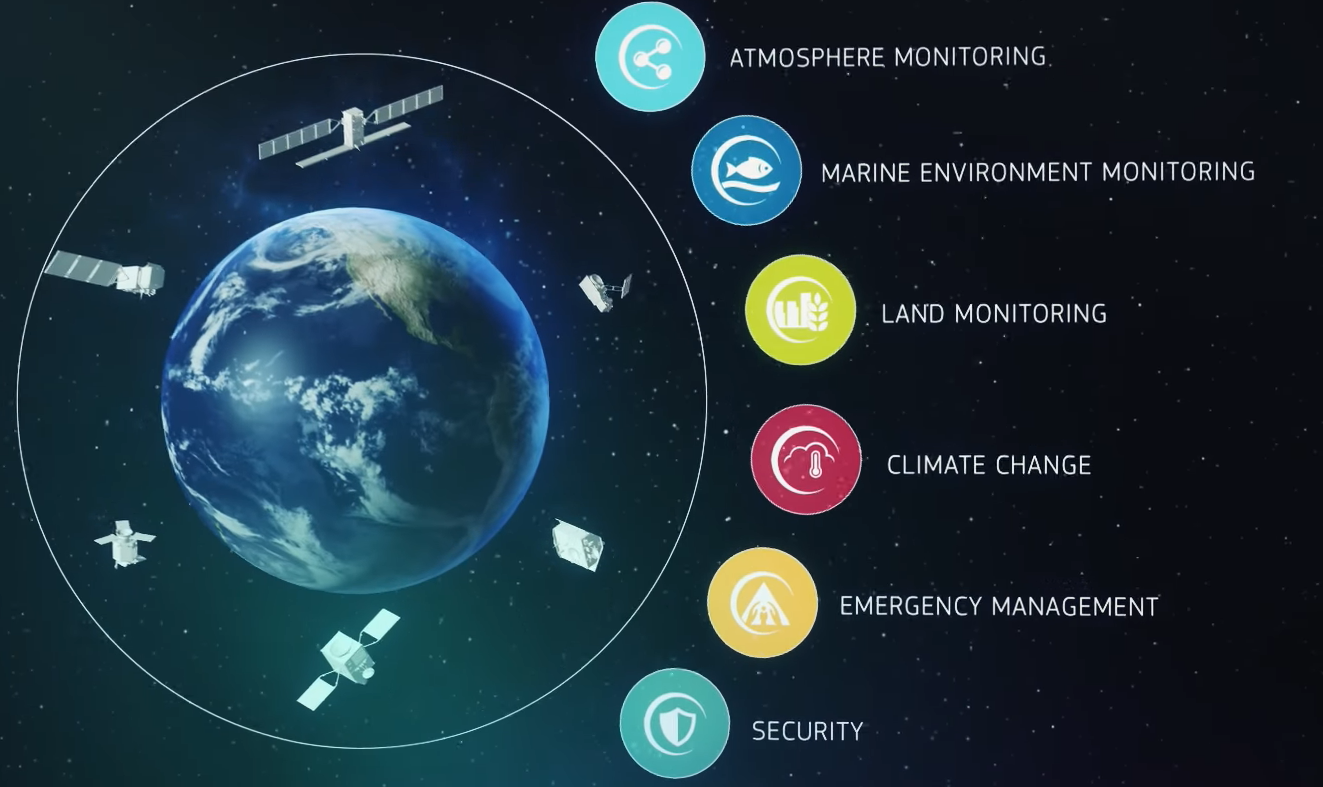 ATMOSPHERE MONITORING
MARINE ENVIRONMENT MONITORING
LAND MONITORING
CLIMATE CHANGE
EMERGENCY MANAGEMENT
SECURITY